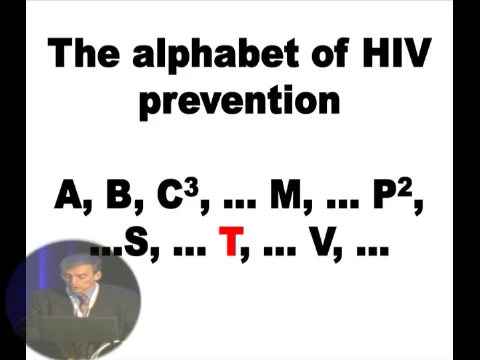 The alphabet of HIV
prevention
A, B, C³, ... M, ... P²,
...S, ... T, ... V, ...